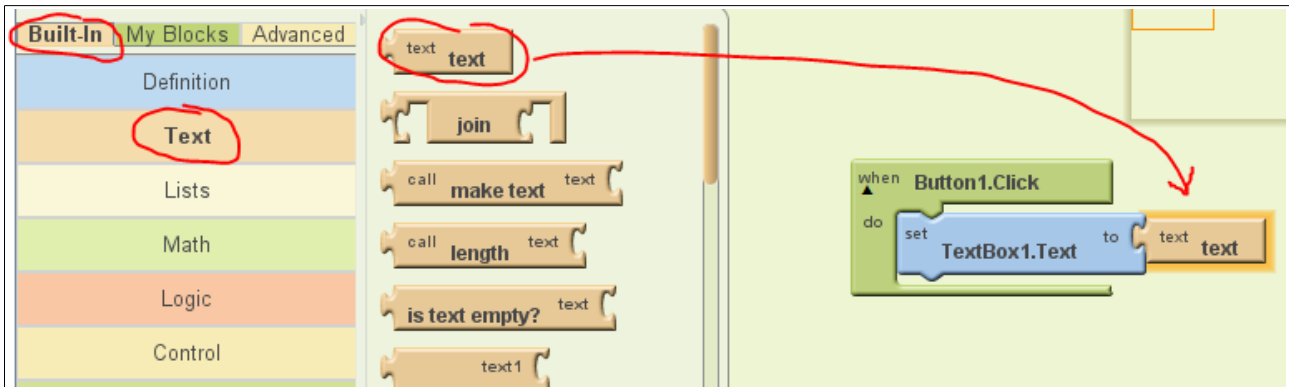 Built-In My Blocks Advanced
Definition
Text
Lists
Math
Logic
Control
text text
join
call make text text
call length text
is text empty? text
text1
when Button1.Click
do set TextBox1.Text to text text